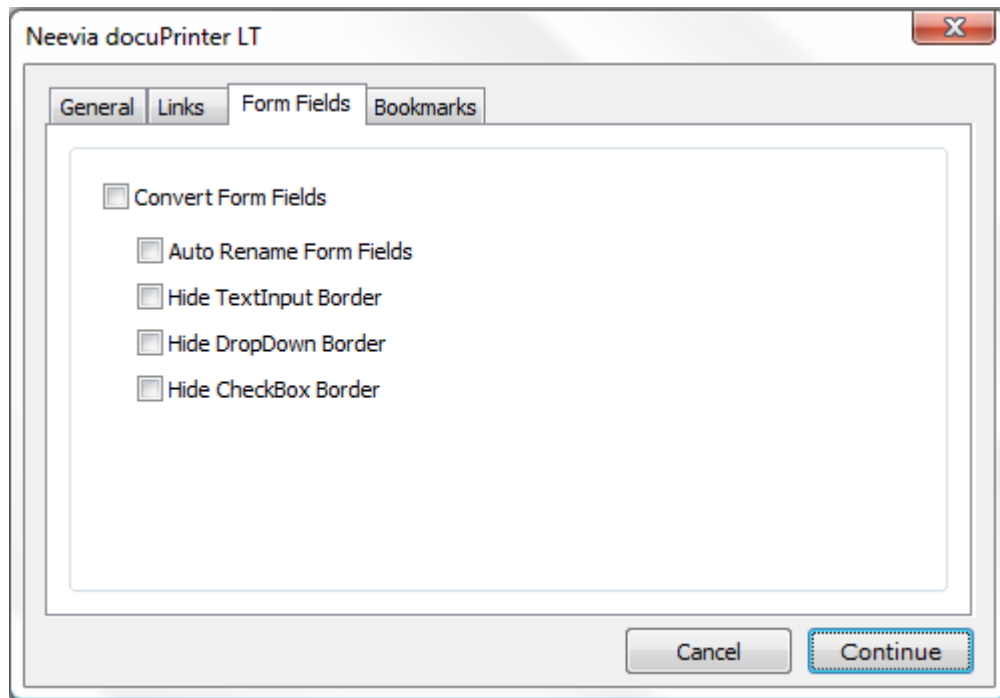 Neevia docuPrinter LT
General Links Form Fields Bookmarks
Convert Form Fields
Auto Rename Form Fields
Hide TextInput Border
Hide DropDown Border
Hide CheckBox Border
Cancel Continue